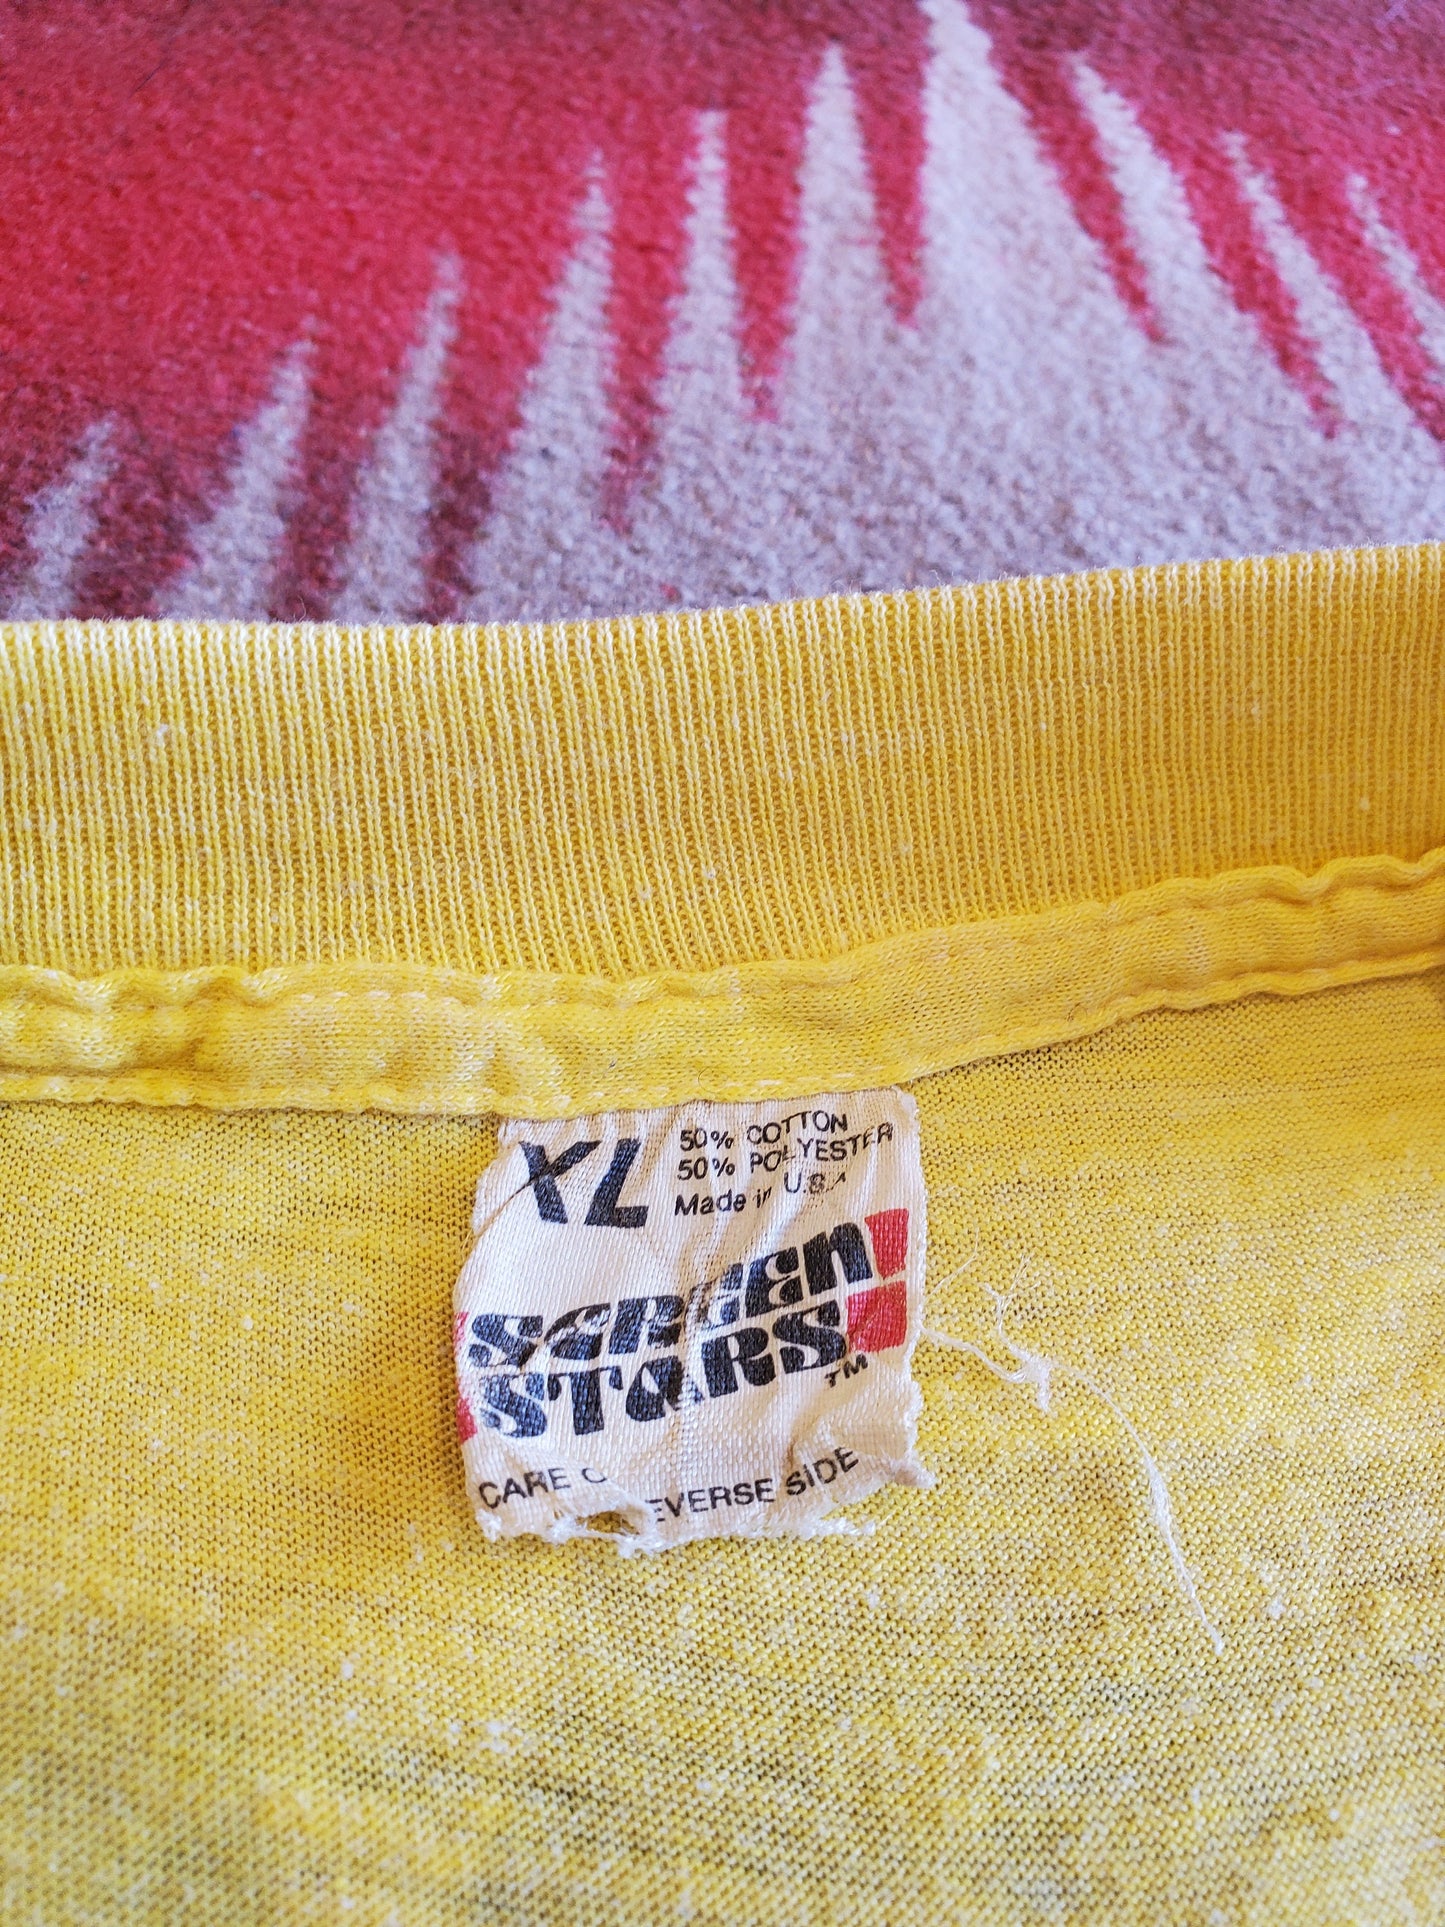 XL
50% COTTON
50% POLYESTER
Made in U.S.A
SCREEN
STARS
TM
CARE REVERSE SIDE